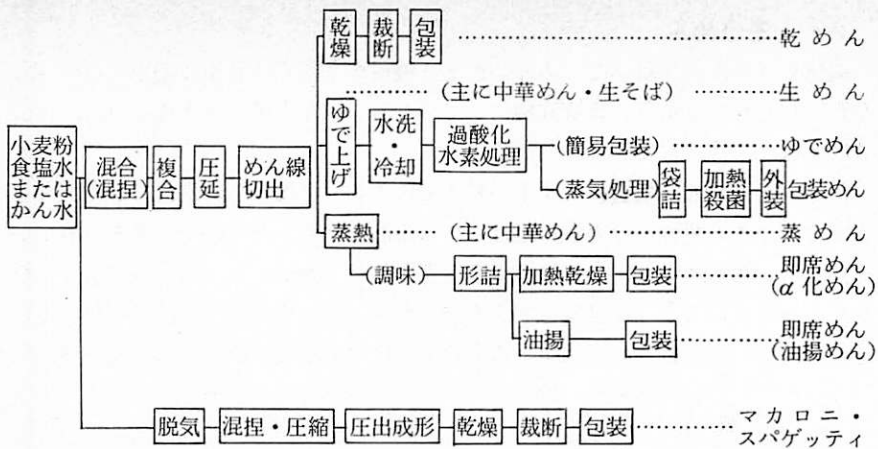 乾燥 裁断 包装 乾めん
(主に中華めん・生そば) 生めん
ゆで上げ 水洗・冷却 過酸化水素処理 (簡易包装) ゆでめん
小麦粉
食塩水
または
かん水
混合
(混捏)
複合
圧延
めん線
切出
(蒸気処理) 袋詰 加熱殺菌 外装 包装めん
蒸熱 (主に中華めん) 蒸めん
(調味) 形詰 加熱乾燥 包装 即席めん
(α化めん)
油揚 包装 即席めん
(油揚めん)
脱気 混捏・圧縮 圧出成形 乾燥 裁断 包装 マカロニ・
スパゲッティ